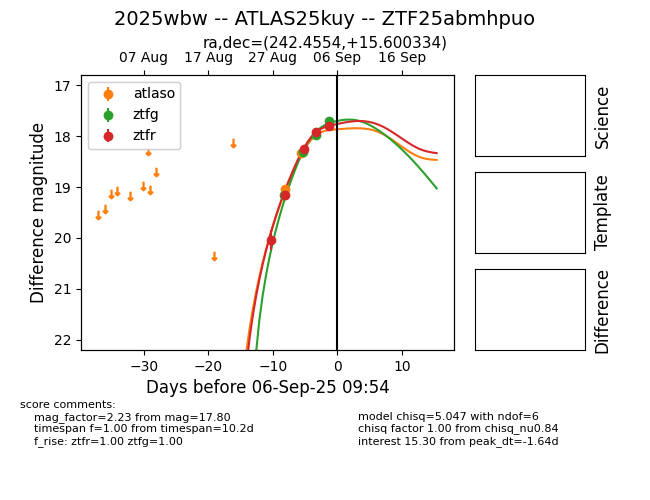 2025wbw -- ATLAS25kuy -- ZTF25abmhpuo
ra,dec=(242.4554,+15.600334)
07 Aug 17 Aug 27 Aug 06 Sep 16 Sep
atlaso
ztfg
ztfr
17
18
19
20
21
22
Difference magnitude
−30 −20 −10 0 10
Days before 06-Sep-25 09:54
Science
Template
Difference
score comments:
mag_factor=2.23 from mag=17.80
timespan f=1.00 from timespan=10.2d
f_rise: ztfr=1.00 ztfg=1.00
model chisq=5.047 with ndof=6
chisq factor 1.00 from chisq_nu0.84
interest 15.30 from peak_dt=-1.64d